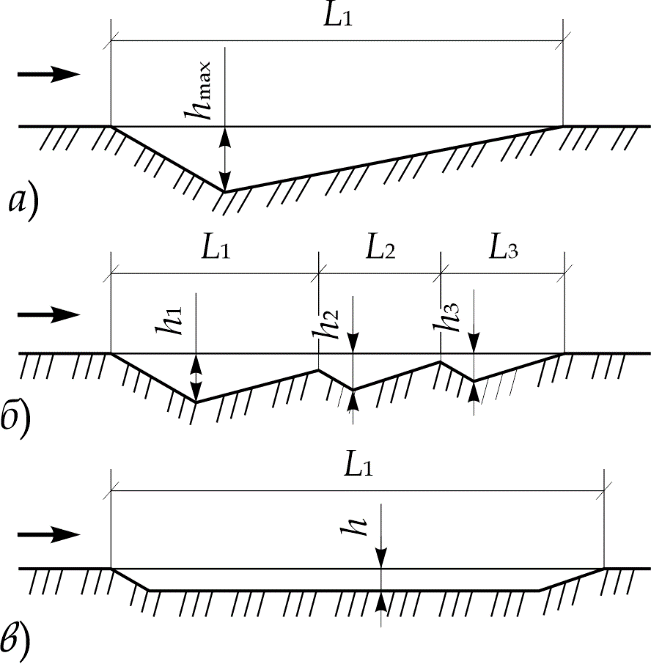 L1
hmax
а)
L1 L2 L3
h1 h2 h3
б)
L1
h
в)